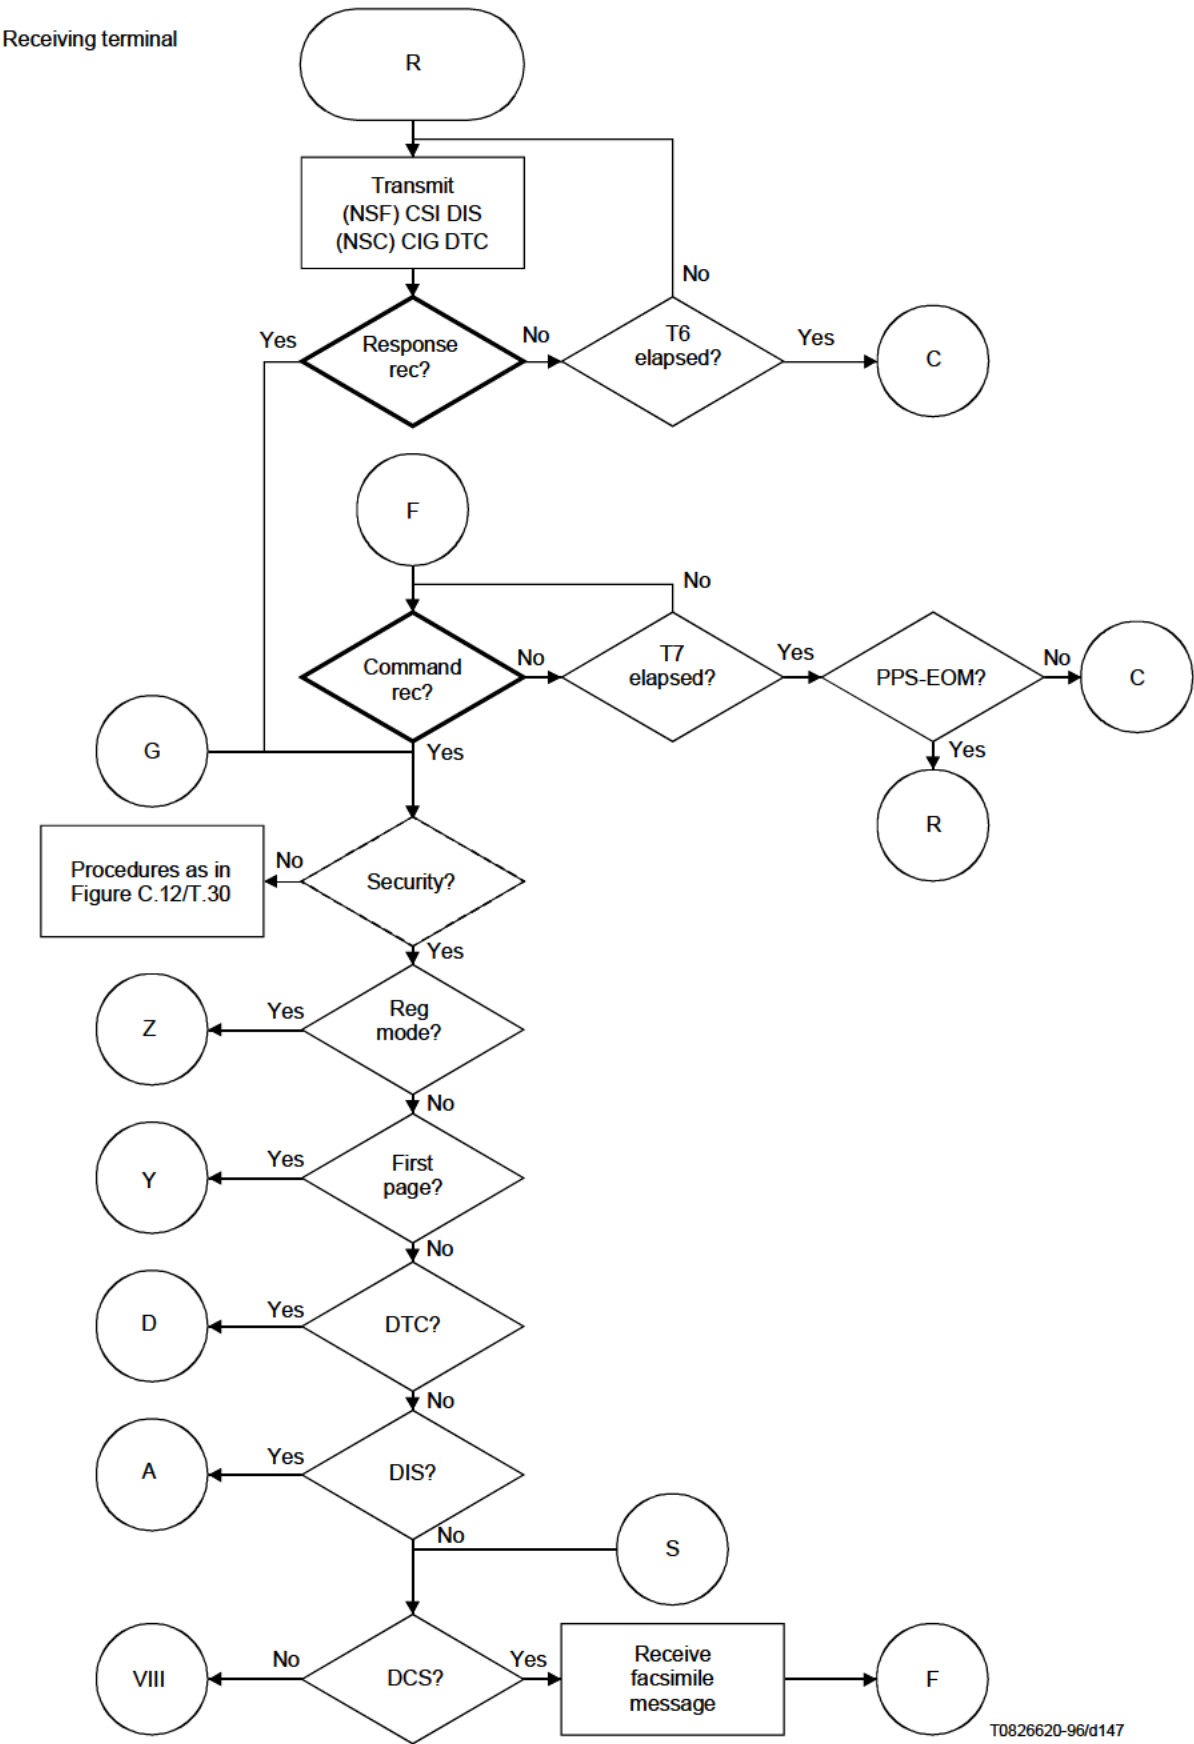 Receiving terminal
R
Transmit
(NSF) CSI DIS
(NSC) CIG DTC
No
Yes
Response
rec?
No
T6
elapsed?
Yes
C
F
No
Command
rec?
No
T7
elapsed?
Yes
PPS-EOM?
No
C
G
Yes
Yes
R
Procedures as in
Figure C.12/T.30
No
Security?
Yes
Z
Yes
Reg
mode?
No
Y
Yes
First
page?
No
D
Yes
DTC?
No
A
Yes
DIS?
No
S
VIII
No
DCS?
Yes
Receive
facsimile
message
F
T0826620-96/d147